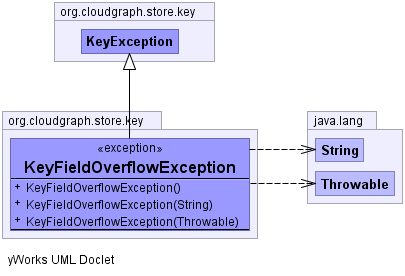 org.cloudgraph.store.key
KeyException
org.cloudgraph.store.key
java.lang
«exception»
KeyFieldOverflowException
+ KeyFieldOverflowException()
+ KeyFieldOverflowException(String)
+ KeyFieldOverflowException(Throwable)
String
Throwable
yWorks UML Doclet